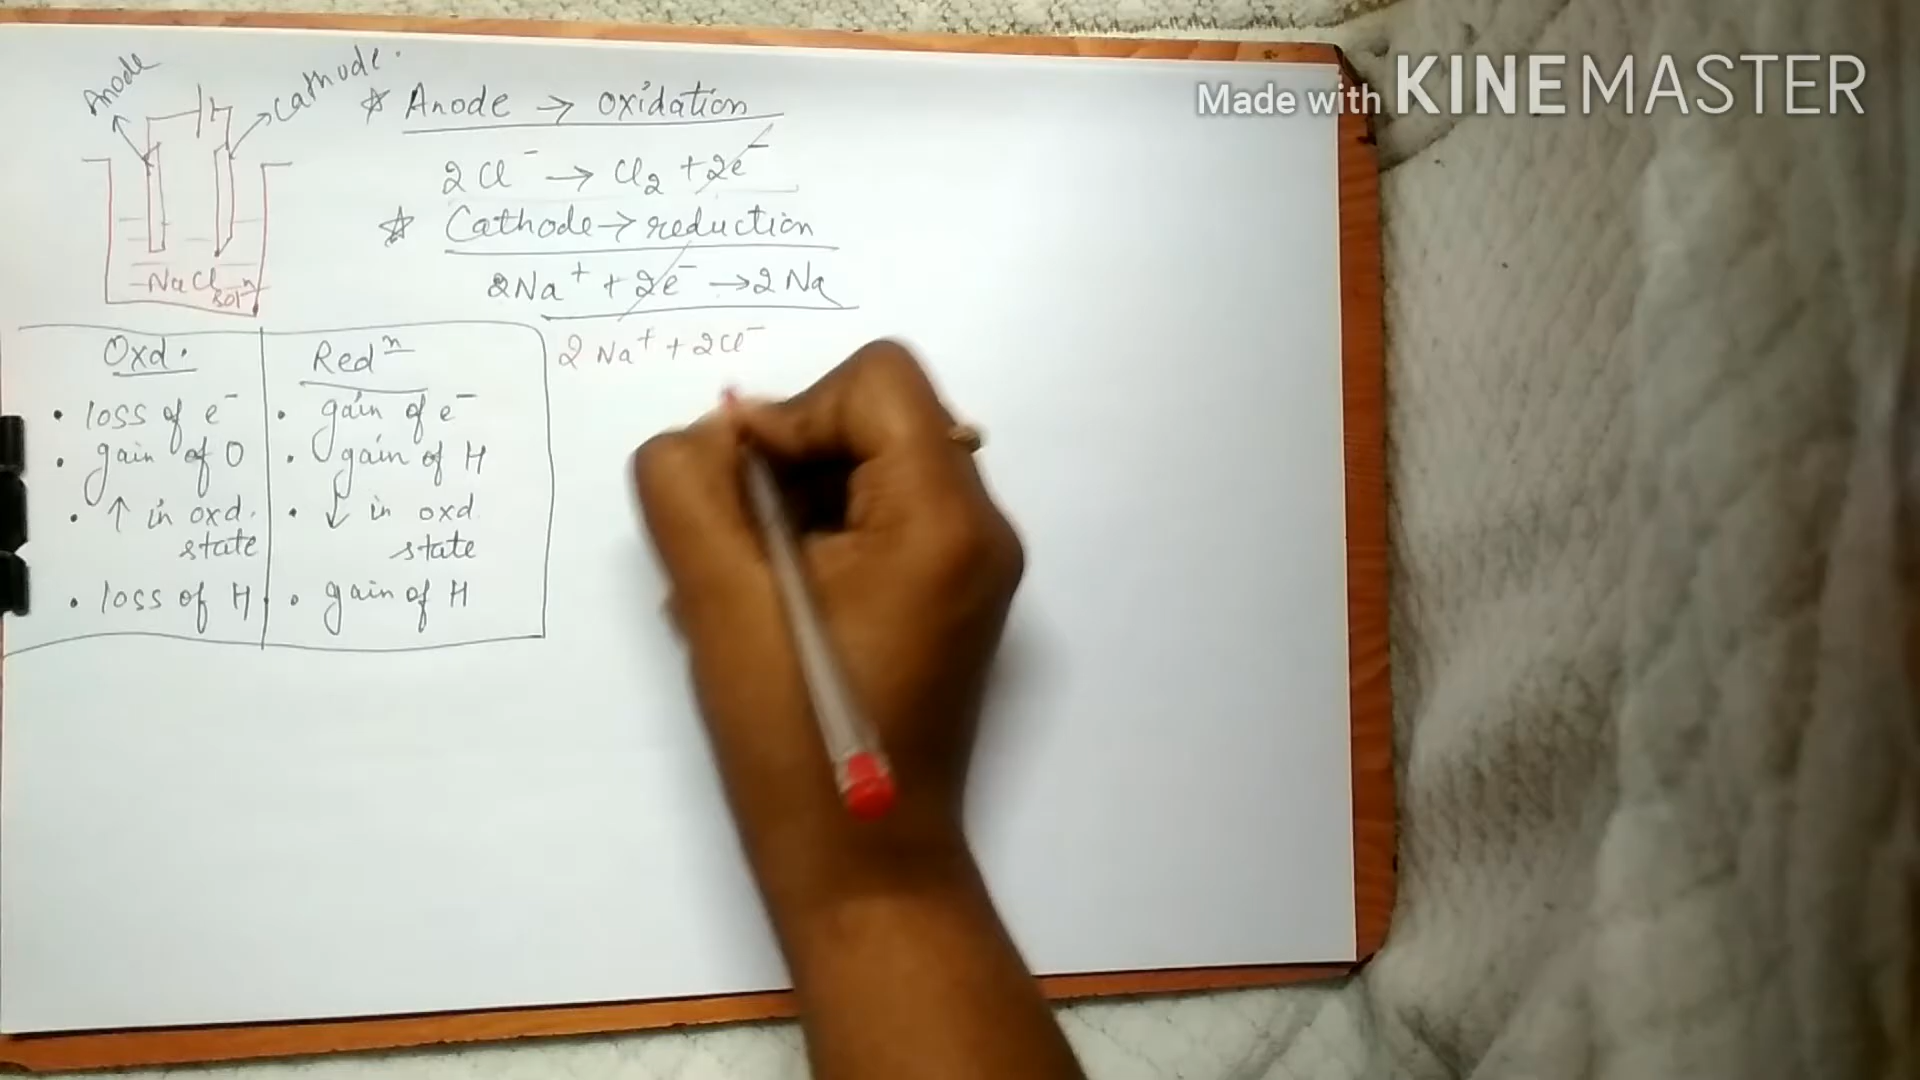 Made with KINEMASTER
Anode
Cathode.
☆ Anode → oxidation
2Cl⁻ → Cl₂ + 2e⁻
☆ Cathode → reduction
2Na⁺ + 2e⁻ → 2Na
NaCl solⁿ
2Na⁺ + 2Cl⁻
Oxd.
• loss of e⁻
• gain of O
• ↑ in oxd.
state
• loss of H
Redⁿ
• gain of e⁻
• gain of H
• ↓ in oxd
state
• gain of H